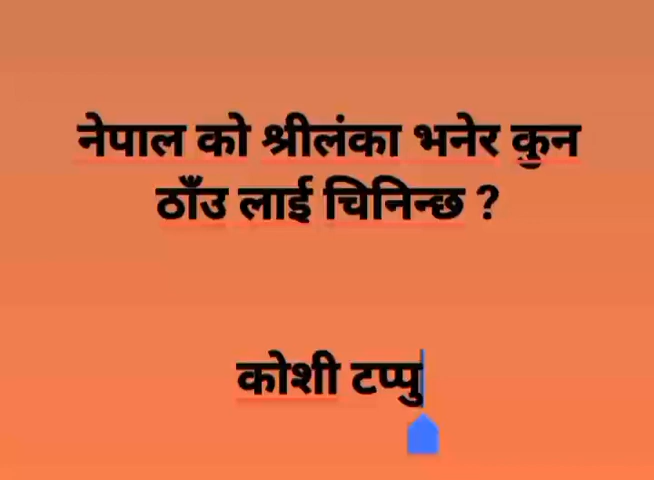 नेपाल को श्रीलंका भनेर कुन
ठाँउ लाई चिनिन्छ ?
कोशी टप्पु